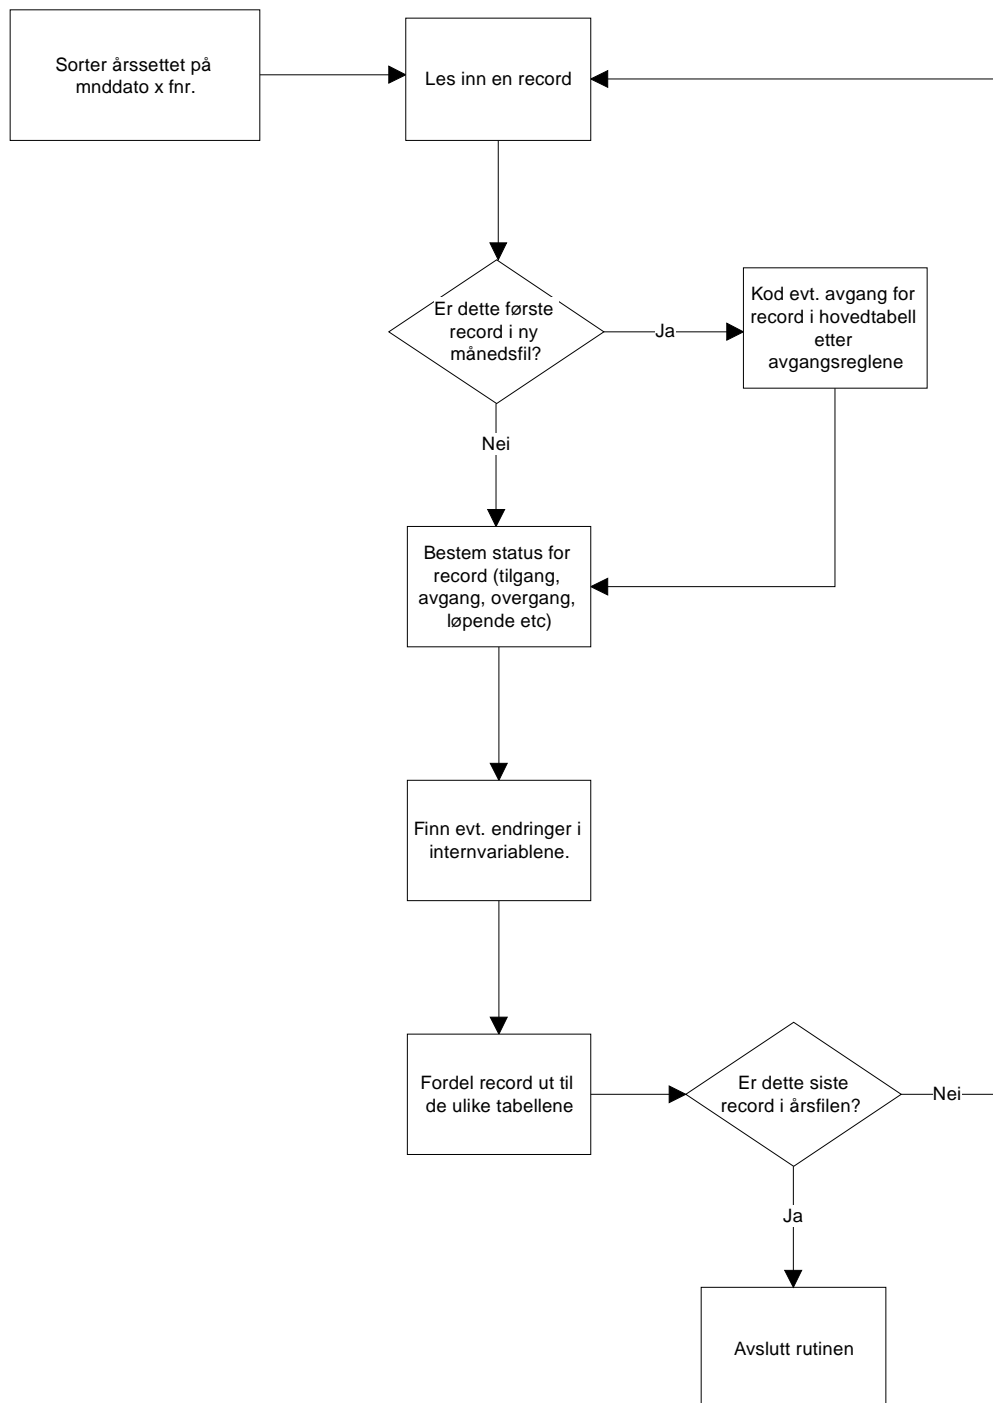 Sorter årssettet på
mnddato x fnr.
Les inn en record
Er dette første
record i ny
månedsfil?
Ja
Kod evt. avgang for
record i hovedtabell
etter
avgangsreglene
Nei
Bestem status for
record (tilgang,
avgang, overgang,
løpende etc)
Finn evt. endringer i
internvariablene.
Fordel record ut til
de ulike tabellene
Er dette siste
record i årsfilen?
Nei
Ja
Avslutt rutinen